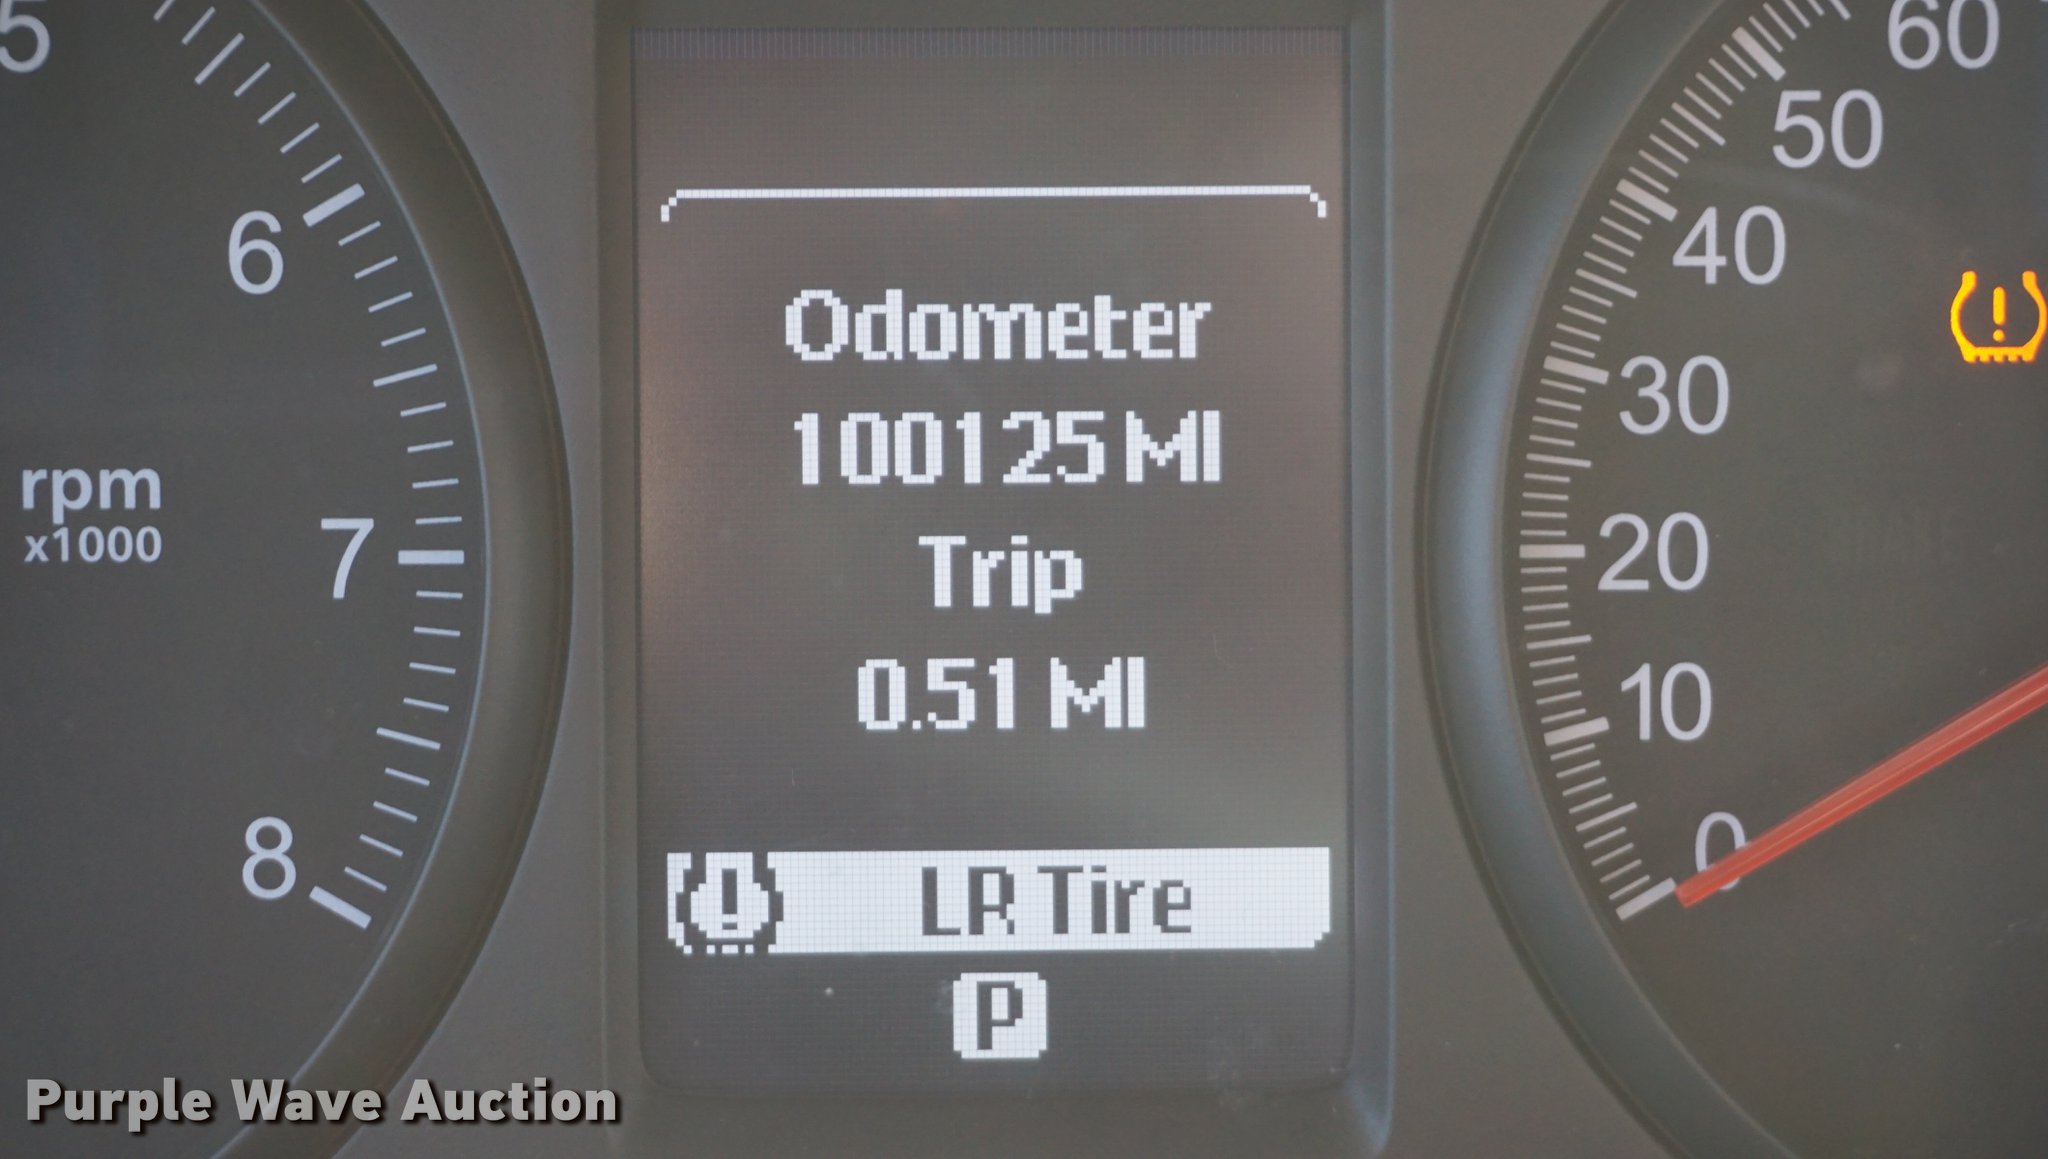 5
6
rpm
x1000
7
8
Odometer
100125 MI
Trip
0.51 MI
LR Tire
P
60
50
40
30
20
10
0
Purple Wave Auction